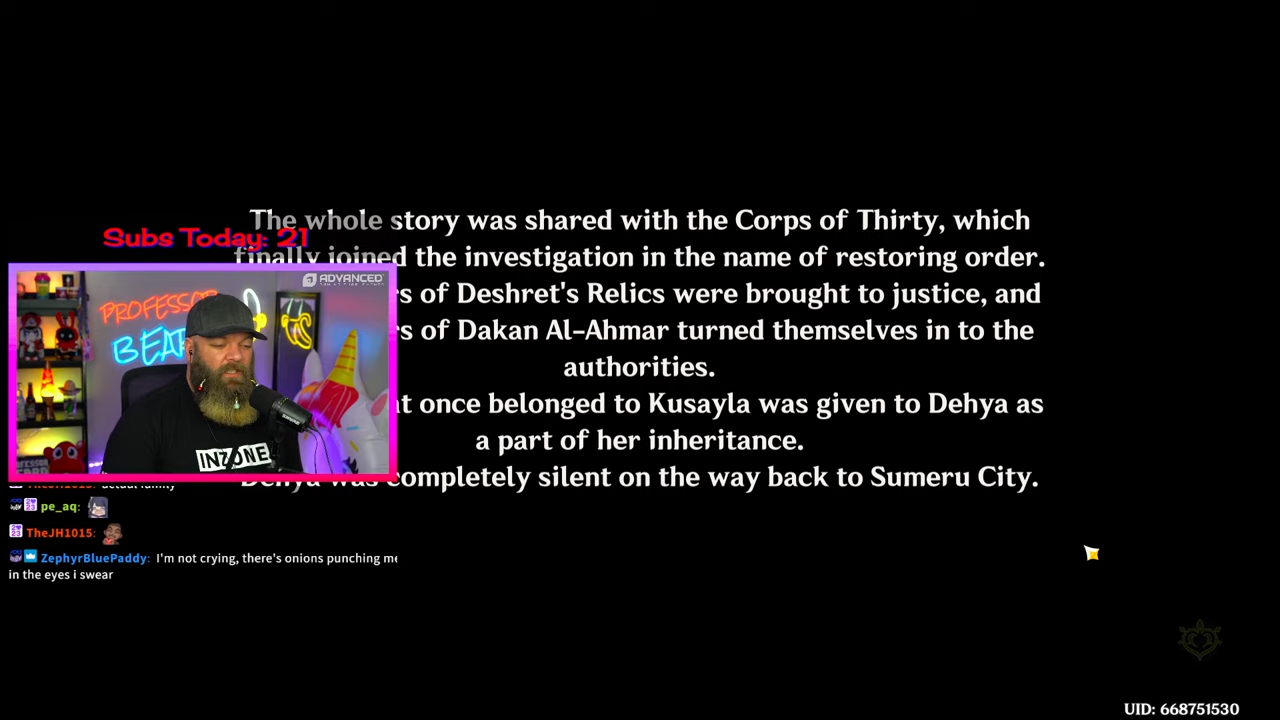 The whole story was shared with the Corps of Thirty, which
Subs Today: 21
finally joined the investigation in the name of restoring order.
of Deshret's Relics were brought to justice, and
of Dakan Al-Ahmar turned themselves in to the
authorities.
once belonged to Kusayla was given to Dehya as
a part of her inheritance.
Dehya was completely silent on the way back to Sumeru City.
ADVANCED
PROFESSOR
BEAR
INZONE
pe_aq:
TheJH1015:
ZephyrBluePaddy: I'm not crying, there's onions punching me
in the eyes i swear
UID: 668751530